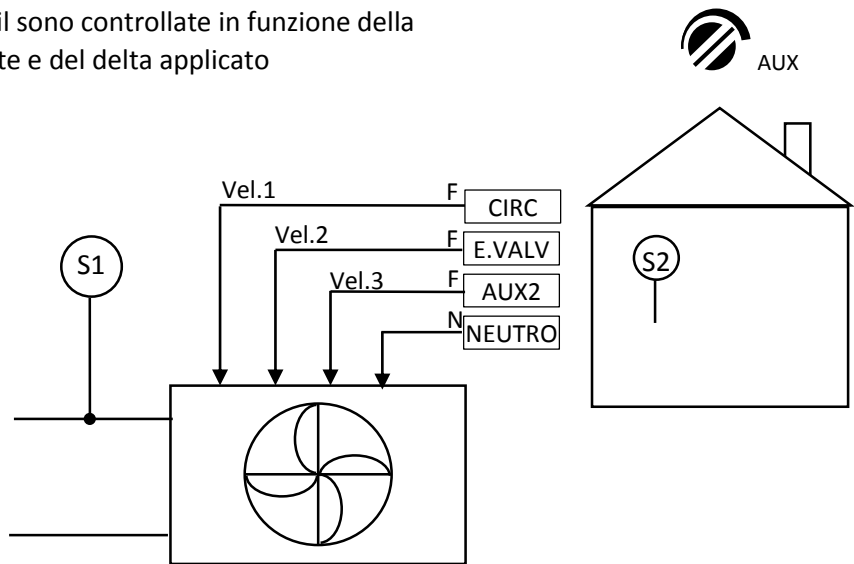 il sono controllate in funzione della
te e del delta applicato
AUX
Vel.1 F CIRC
Vel.2 F E.VALV
S1
S2
Vel.3 F AUX2
N NEUTRO